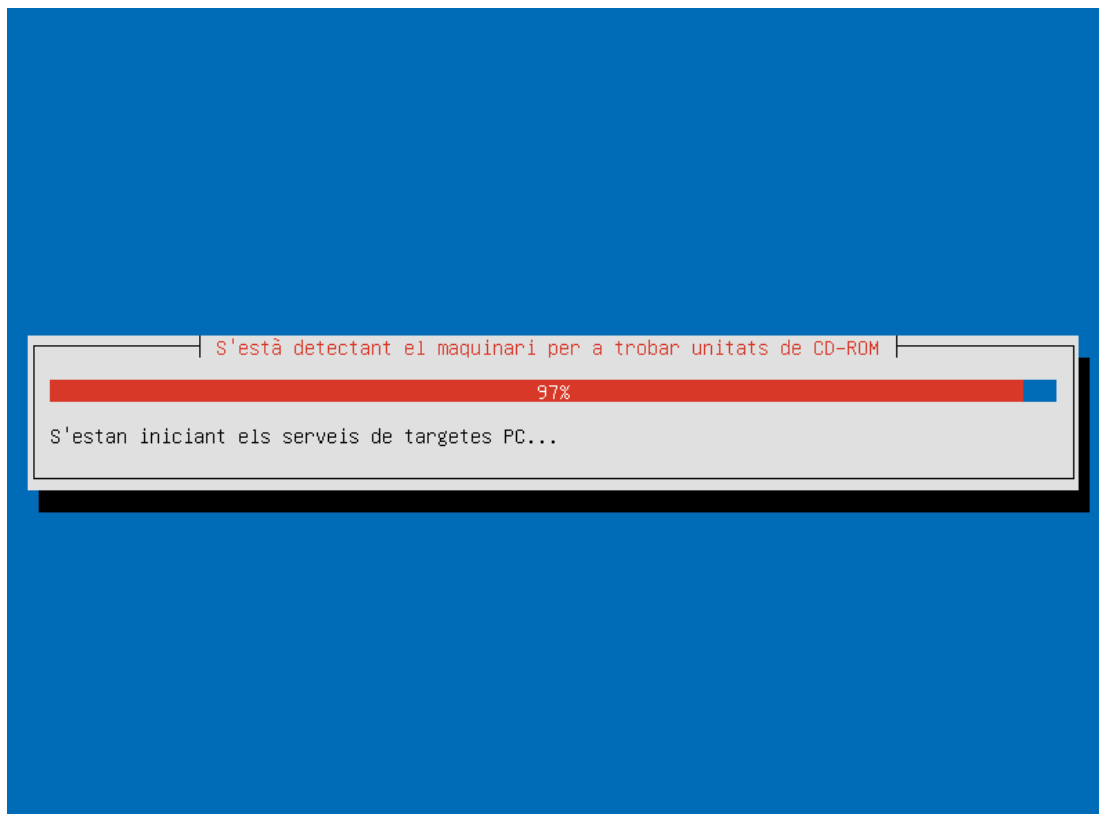 S'està detectant el maquinari per a trobar unitats de CD-ROM
97%
S'estan iniciant els serveis de targetes PC...